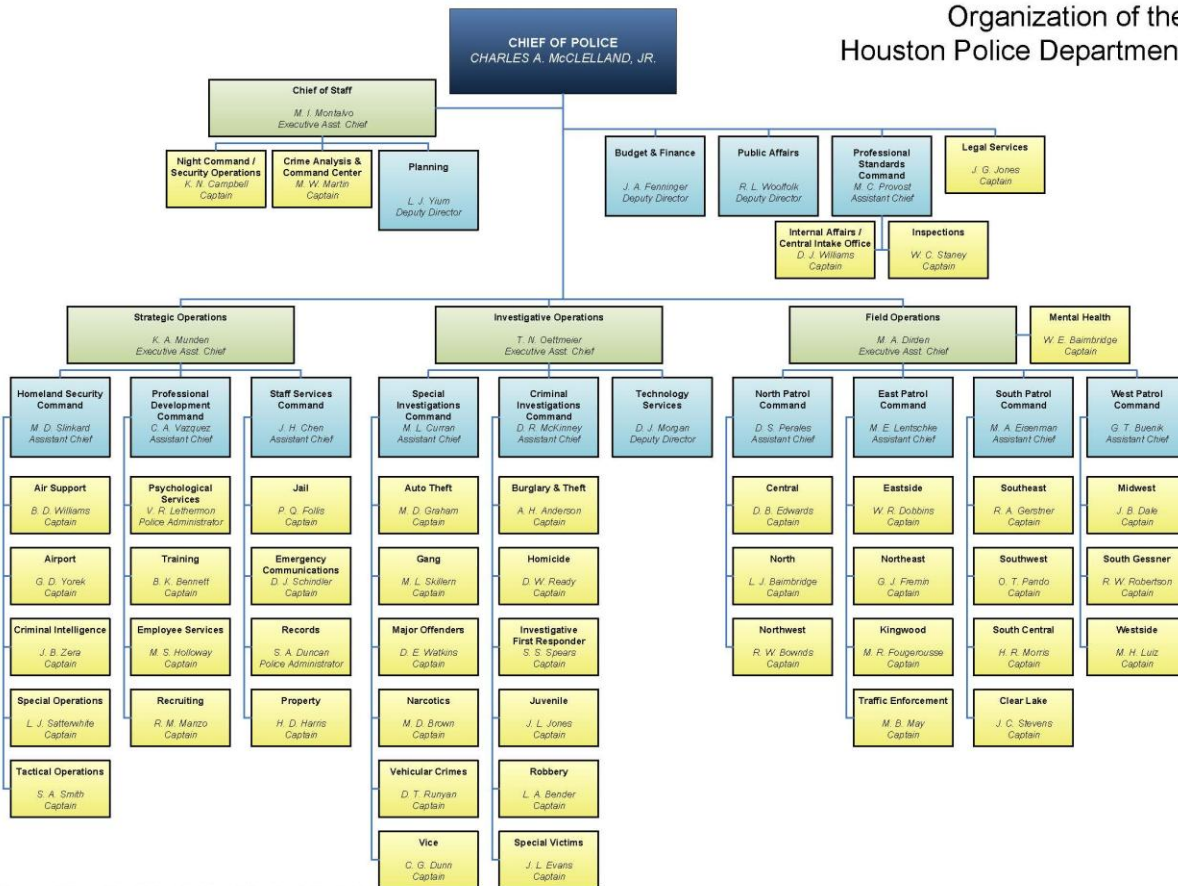 Organization of the
Houston Police Departmen
CHIEF OF POLICE
CHARLES A. McCLELLAND, JR.
Chief of Staff
M. I. Montalvo
Executive Asst. Chief
Night Command /
Security Operations
K. N. Campbell
Captain
Crime Analysis &
Command Center
M. W. Martin
Captain
Planning
L. J. Yium
Deputy Director
Budget & Finance
J. A. Fenninger
Deputy Director
Public Affairs
R. L. Woolfolk
Deputy Director
Professional
Standards
Command
M. C. Provost
Assistant Chief
Legal Services
J. G. Jones
Captain
Internal Affairs /
Central Intake Office
D. J. Williams
Captain
Inspections
W. C. Staney
Captain
Strategic Operations
K. A. Munden
Executive Asst. Chief
Investigative Operations
T. N. Oettmeier
Executive Asst. Chief
Field Operations
M. A. Dirden
Executive Asst. Chief
Mental Health
W. E. Baimbridge
Captain
Homeland Security
Command
M. D. Slinkard
Assistant Chief
Professional
Development
Command
C. A. Vazquez
Assistant Chief
Staff Services
Command
J. H. Chen
Assistant Chief
Special
Investigations
Command
M. L. Curran
Assistant Chief
Criminal
Investigations
Command
D. R. McKinney
Assistant Chief
Technology
Services
D. J. Morgan
Deputy Director
North Patrol
Command
D. S. Perales
Assistant Chief
East Patrol
Command
M. E. Lentschke
Assistant Chief
South Patrol
Command
M. A. Eisenman
Assistant Chief
West Patrol
Command
G. T. Buenik
Assistant Chief
Air Support
B. D. Williams
Captain
Psychological
Services
V. R. Lethermon
Police Administrator
Jail
P. Q. Follis
Captain
Auto Theft
M. D. Graham
Captain
Burglary & Theft
A. H. Anderson
Captain
Central
D. B. Edwards
Captain
Eastside
W. R. Dobbins
Captain
Southeast
R. A. Gerstner
Captain
Midwest
J. B. Dale
Captain
Airport
G. D. Yorek
Captain
Training
B. K. Bennett
Captain
Emergency
Communications
D. J. Schindler
Captain
Gang
M. L. Skillern
Captain
Homicide
D. W. Ready
Captain
North
L. J. Baimbridge
Captain
Northeast
G. J. Fremin
Captain
Southwest
O. T. Pando
Captain
South Gessner
R. W. Robertson
Captain
Criminal Intelligence
J. B. Zera
Captain
Employee Services
M. S. Holloway
Captain
Records
S. A. Duncan
Police Administrator
Major Offenders
D. E. Watkins
Captain
Investigative
First Responder
S. S. Spears
Captain
Northwest
R. W. Bownds
Captain
Kingwood
M. R. Fougerousse
Captain
South Central
H. R. Morris
Captain
Westside
M. H. Luiz
Captain
Special Operations
L. J. Satterwhite
Captain
Recruiting
R. M. Manzo
Captain
Property
H. D. Harris
Captain
Narcotics
M. D. Brown
Captain
Juvenile
J. L. Jones
Captain
Traffic Enforcement
M. B. May
Captain
Clear Lake
J. C. Stevens
Captain
Tactical Operations
S. A. Smith
Captain
Vehicular Crimes
D. T. Runyan
Captain
Robbery
L. A. Bender
Captain
Vice
C. G. Dunn
Captain
Special Victims
J. L. Evans
Captain